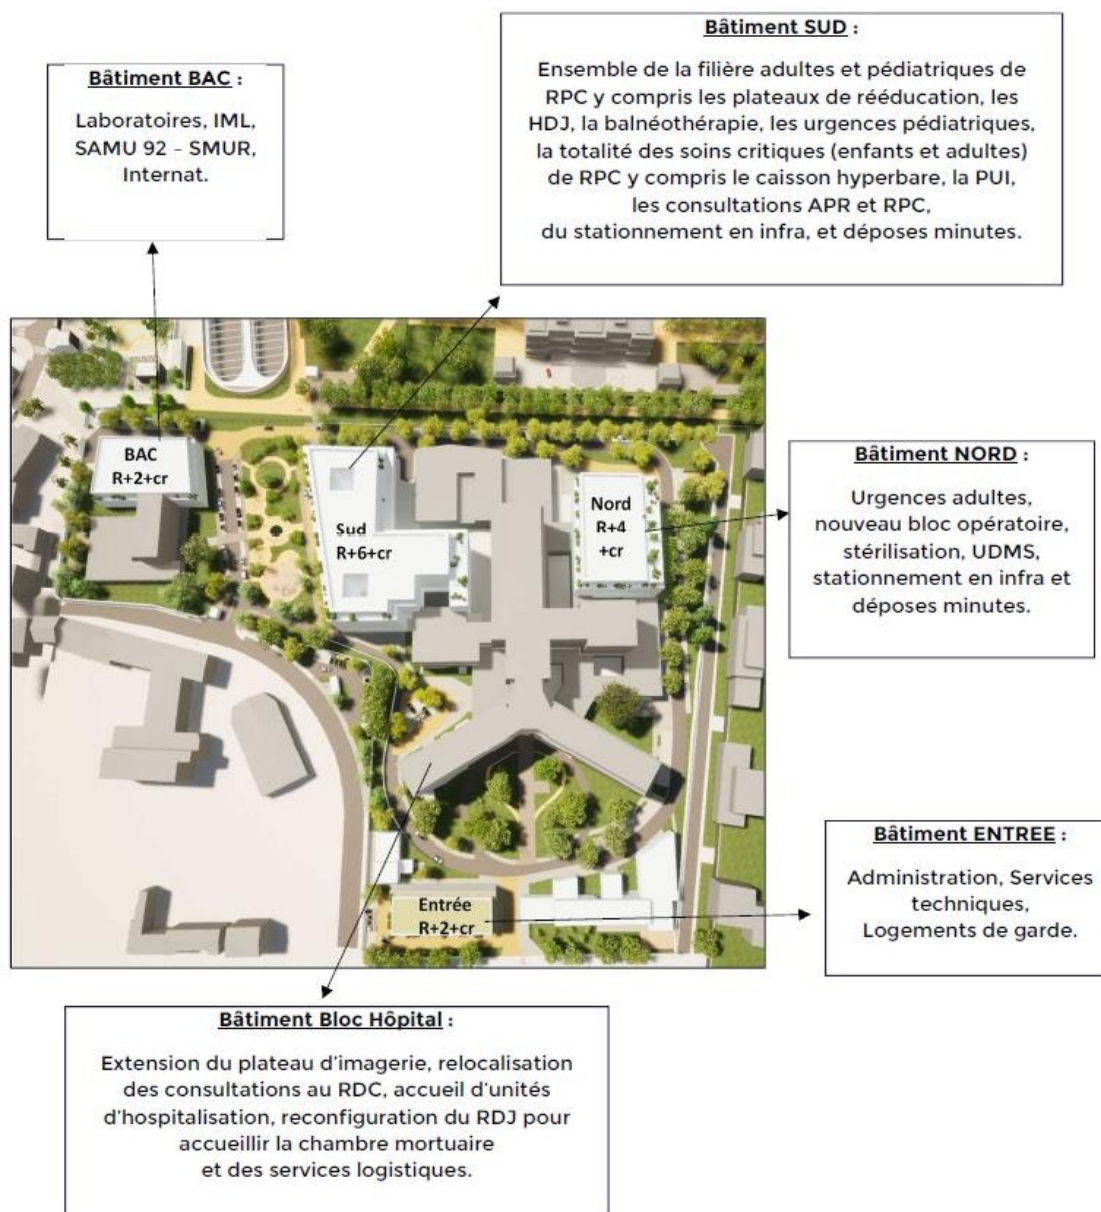 Bâtiment SUD :
Ensemble de la filière adultes et pédiatriques de
RPC y compris les plateaux de rééducation, les
HDJ, la balnéothérapie, les urgences pédiatriques,
la totalité des soins critiques (enfants et adultes)
de RPC y compris le caisson hyperbare, la PUI,
les consultations APR et RPC,
du stationnement en infra, et déposes minutes.
Bâtiment BAC :
Laboratoires, IML,
SAMU 92 – SMUR,
Internat.
BAC
R+2+cr
Sud
R+6+cr
Nord
R+4
+cr
Bâtiment NORD :
Urgences adultes,
nouveau bloc opératoire,
stérilisation, UDMS,
stationnement en infra et
déposes minutes.
Entrée
R+2+cr
Bâtiment ENTREE :
Administration, Services
techniques,
Logements de garde.
Bâtiment Bloc Hôpital :
Extension du plateau d'imagerie, relocalisation
des consultations au RDC, accueil d'unités
d'hospitalisation, reconfiguration du RDJ pour
accueillir la chambre mortuaire
et des services logistiques.